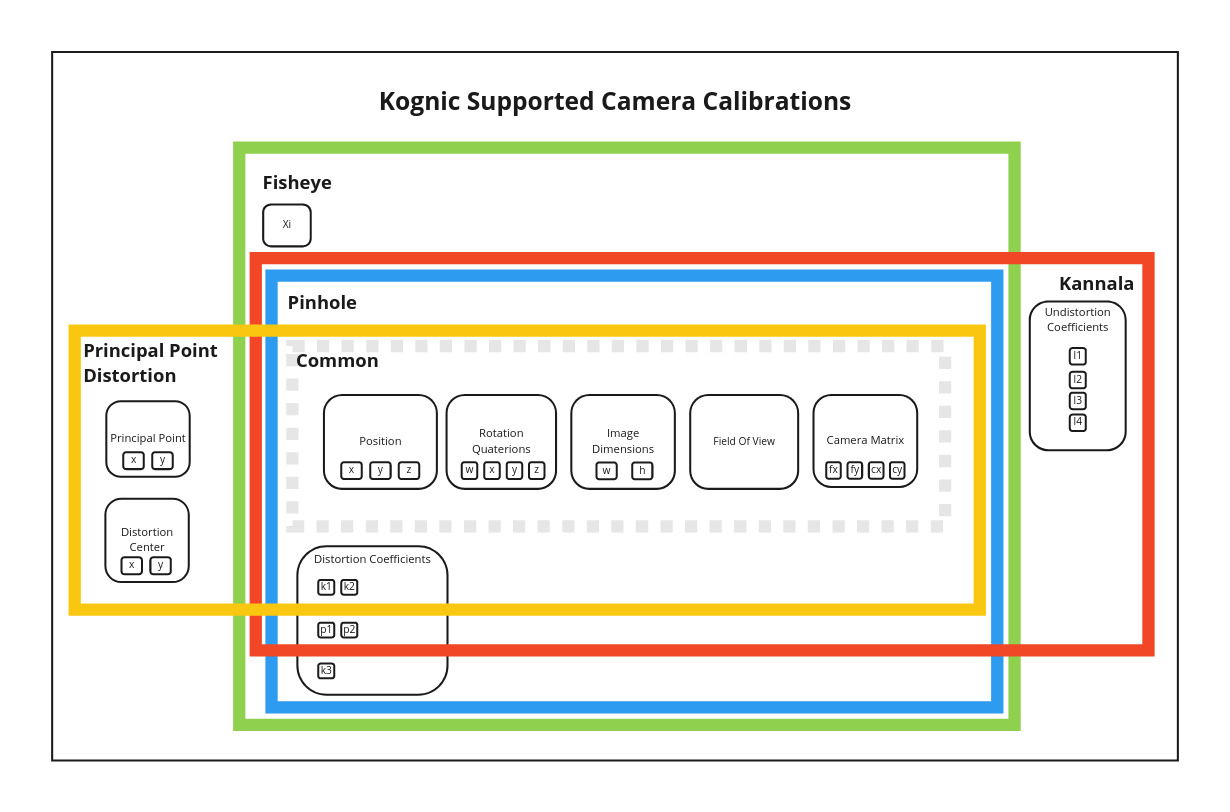 Kognic Supported Camera Calibrations
Fisheye
Xi
Kannala
Undistortion
Coefficients
l1
l2
l3
l4
Pinhole
Principal Point
Distortion
Principal Point
x y
Distortion
Center
x y
Common
Position
x y z
Rotation
Quaterions
w x y z
Image
Dimensions
w h
Field Of View
Camera Matrix
fx fy cx cy
Distortion Coefficients
k1 k2
p1 p2
k3